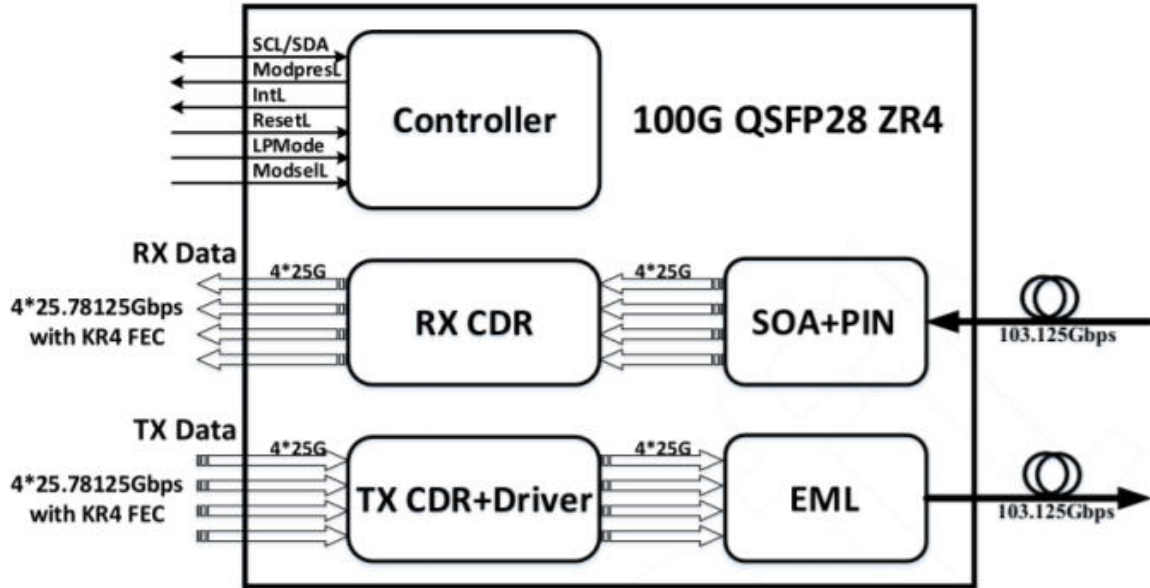 SCL/SDA
ModpresL
IntL
ResetL
LPMode
ModselL
Controller
100G QSFP28 ZR4
RX Data
4*25.78125Gbps
with KR4 FEC
4*25G
RX CDR
4*25G
SOA+PIN
103.125Gbps
TX Data
4*25.78125Gbps
with KR4 FEC
4*25G
TX CDR+Driver
4*25G
EML
103.125Gbps